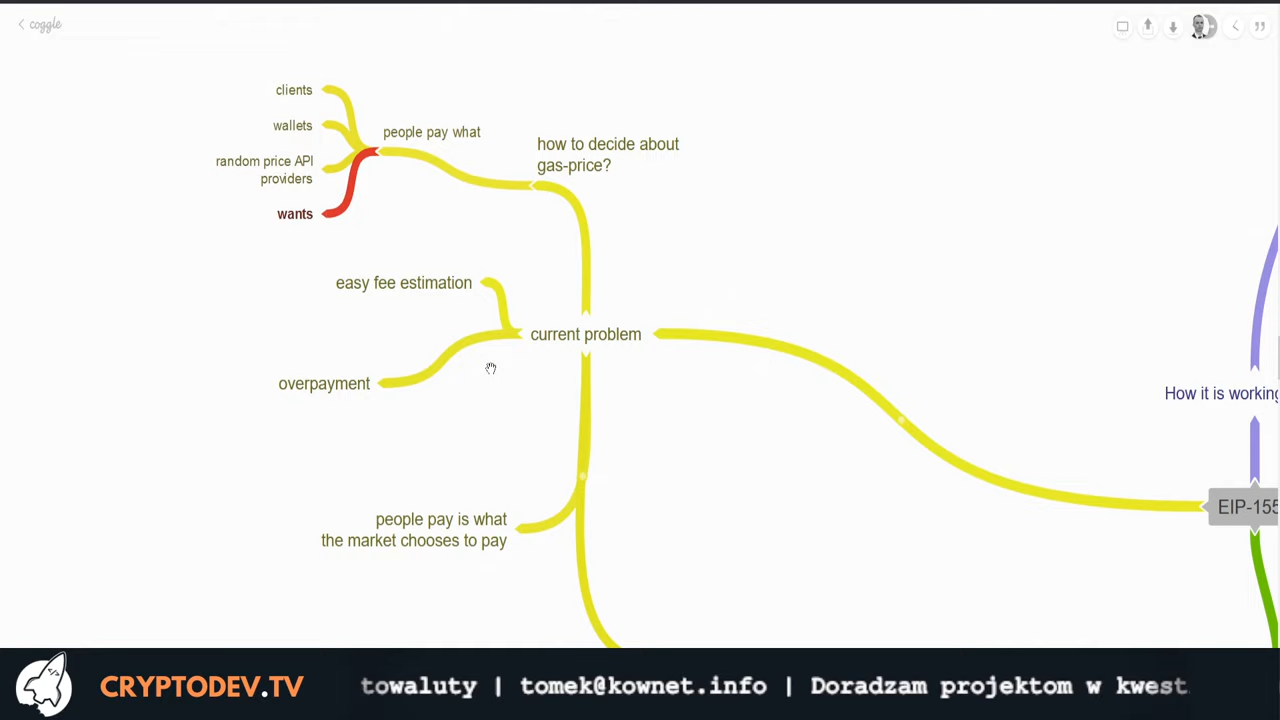 coggle
clients
wallets
random price API
providers
wants
people pay what
how to decide about
gas-price?
easy fee estimation
overpayment
current problem
people pay is what
the market chooses to pay
How it is working
EIP-155
CRYPTODEV.TV
towaluty | tomek@kownet.info | Doradzam projektom w kwest